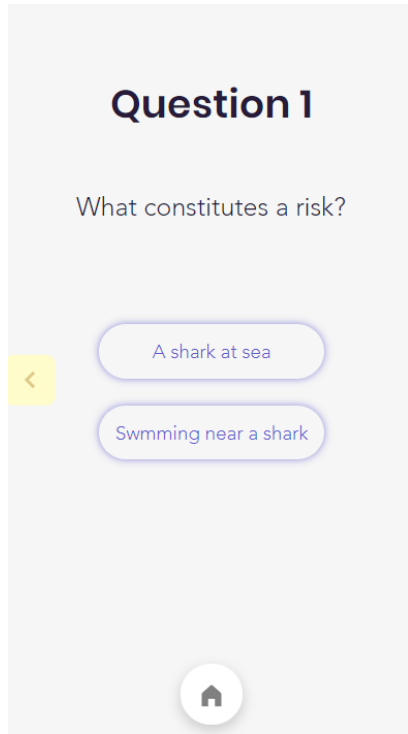 Question 1
What constitutes a risk?
A shark at sea
Swmming near a shark